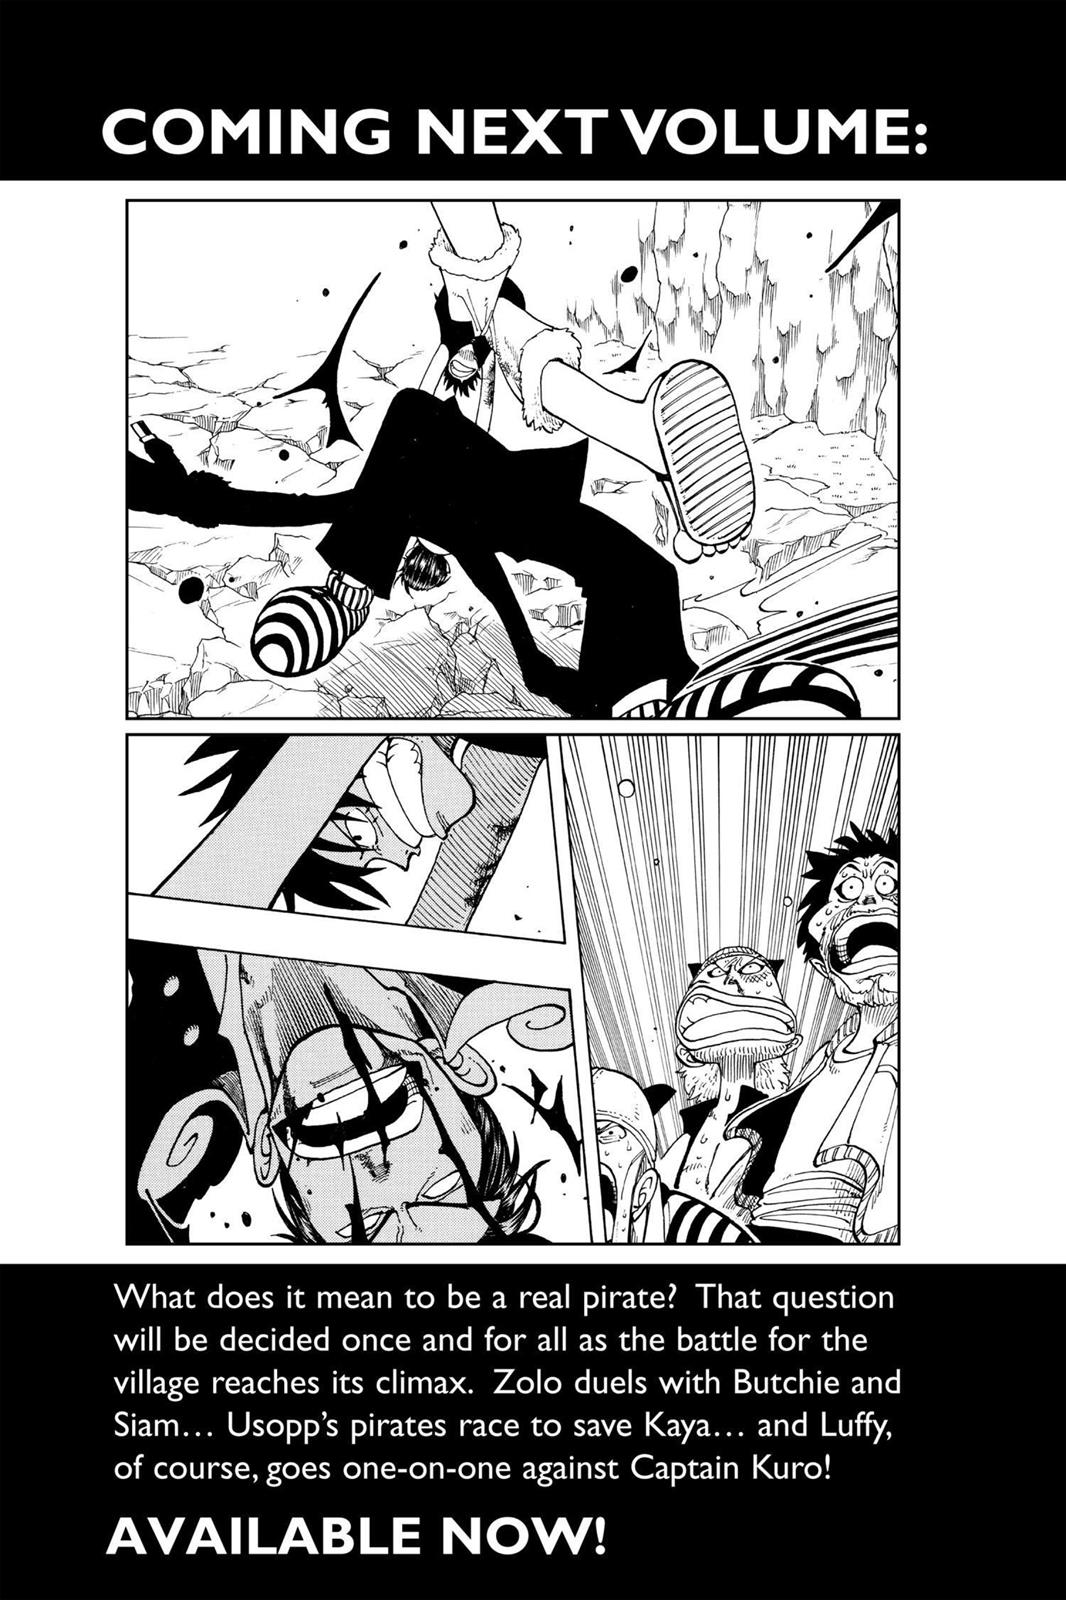 COMING NEXT VOLUME:
What does it mean to be a real pirate? That question
will be decided once and for all as the battle for the
village reaches its climax. Zolo duels with Butchie and
Siam... Usopp's pirates race to save Kaya... and Luffy,
of course, goes one-on-one against Captain Kuro!
AVAILABLE NOW!